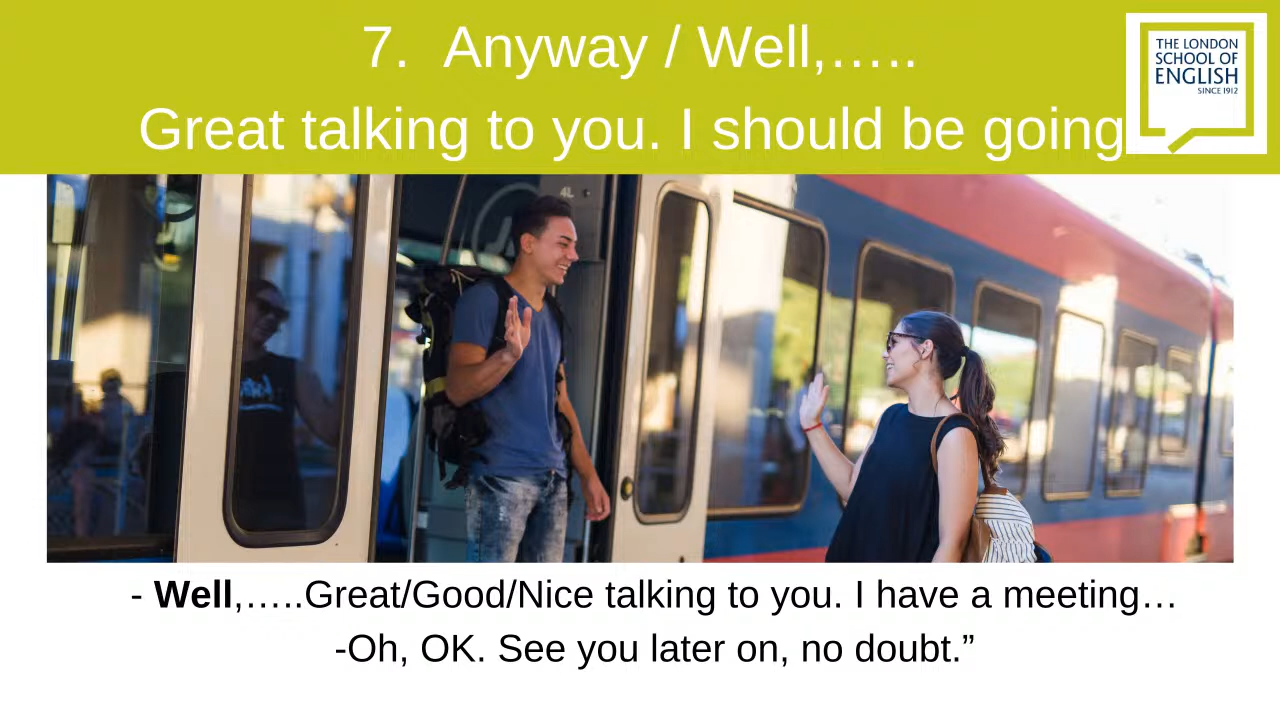 7. Anyway / Well,…..
Great talking to you. I should be going
THE LONDON
SCHOOL OF
ENGLISH
SINCE 1912
4L
- Well,…..Great/Good/Nice talking to you. I have a meeting…
-Oh, OK. See you later on, no doubt.”